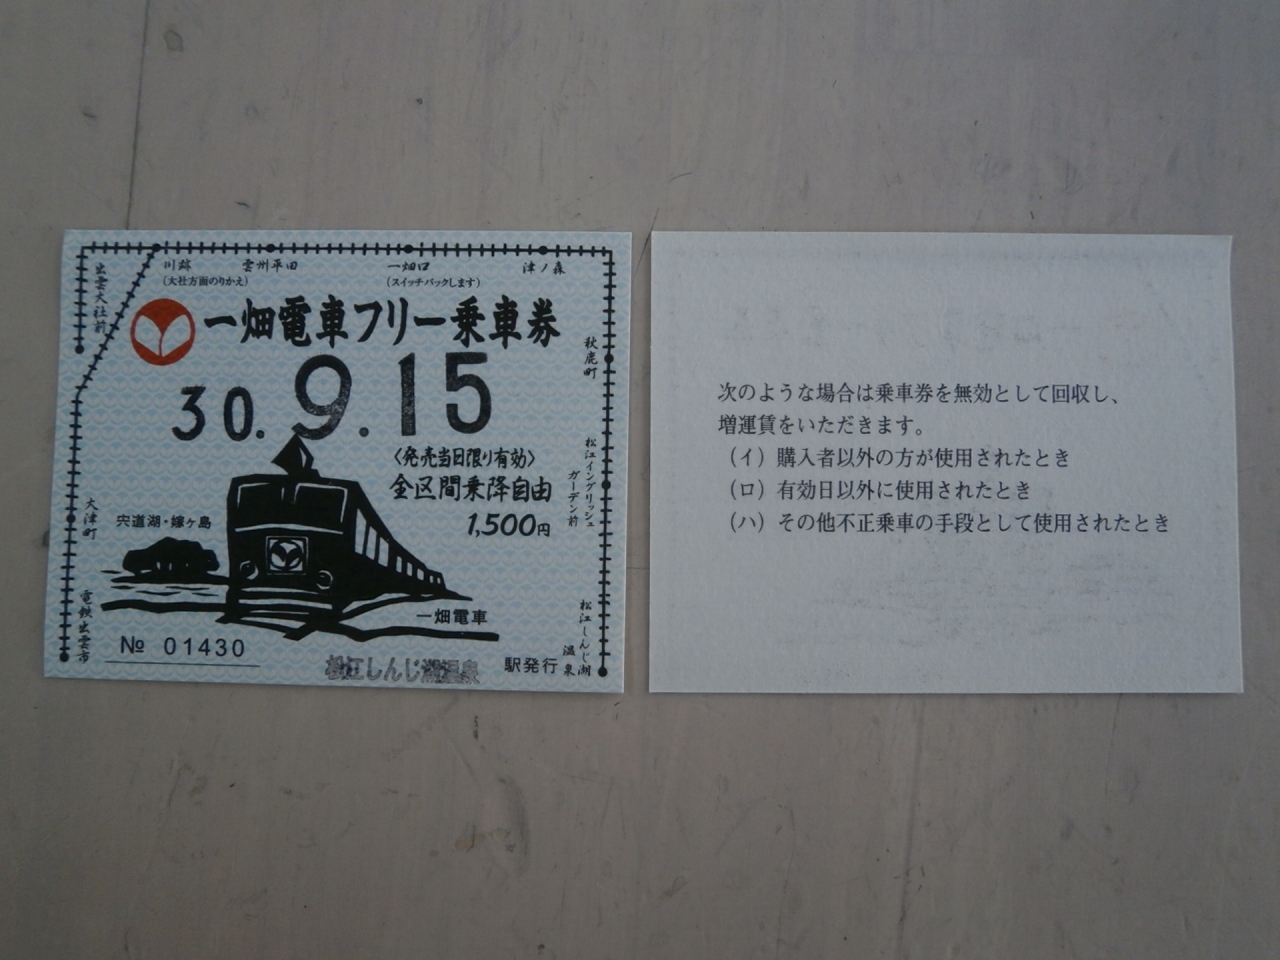 川跡
(大社方面のりかえ)
雲州平田
一畑口
(スイッチバックします)
津ノ森
出雲大社前
一畑電車フリー乗車券
秋鹿町
30.9.15
〈発売当日限り有効〉
全区間乗降自由
1,500円
松江イングリッシュ
ガーデン前
大津町
宍道湖・嫁ヶ島
電鉄出雲市
一畑電車
松江しんじ湖
温泉
№ 01430
松江しんじ湖温泉 駅発行
次のような場合は乗車券を無効として回収し、
増運賃をいただきます。
（イ）購入者以外の方が使用されたとき
（ロ）有効日以外に使用されたとき
（ハ）その他不正乗車の手段として使用されたとき